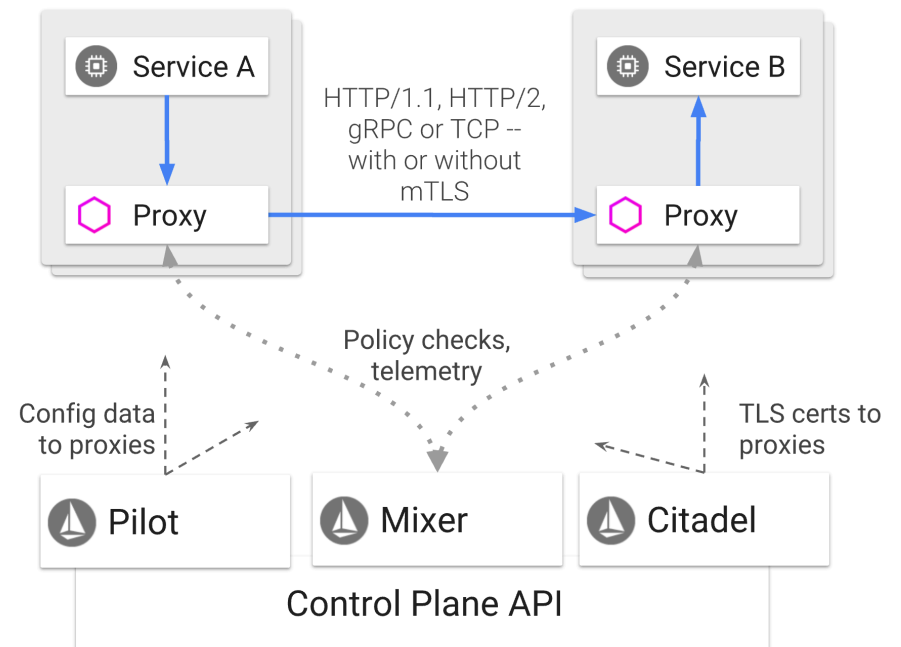 Service A
Service B
HTTP/1.1, HTTP/2,
gRPC or TCP --
with or without
mTLS
Proxy
Proxy
Policy checks,
telemetry
Config data
to proxies
TLS certs to
proxies
Pilot
Mixer
Citadel
Control Plane API